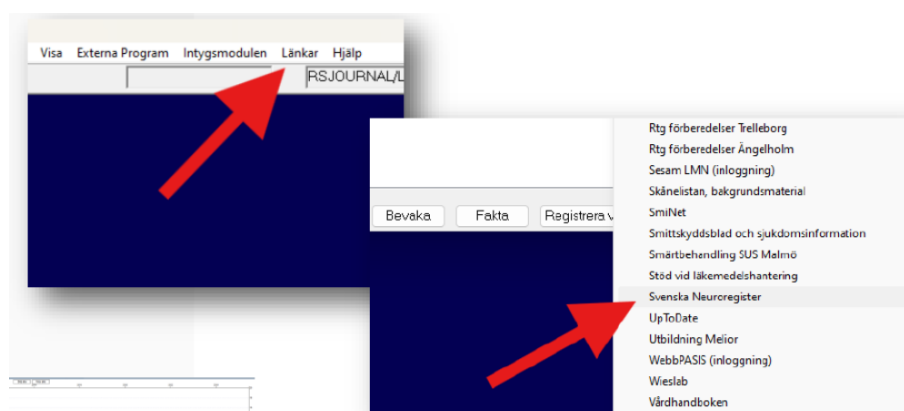 Visa Externa Program Intygsmodulen Länkar Hjälp
RSJOURNAL/L
Bevaka Fakta Registrera v
Rtg förberedelser Trelleborg
Rtg förberedelser Ängelholm
Sesam LMN (inloggning)
Skånelistan, bakgrundsmaterial
SmiNet
Smittskyddsblad och sjukdomsinformation
Smärtbehandling SUS Malmö
Stöd vid läkemedelshantering
Svenska Neuroregister
UpToDate
Utbildning Melior
WebbPASIS (inloggning)
Wieslab
Vårdhandboken